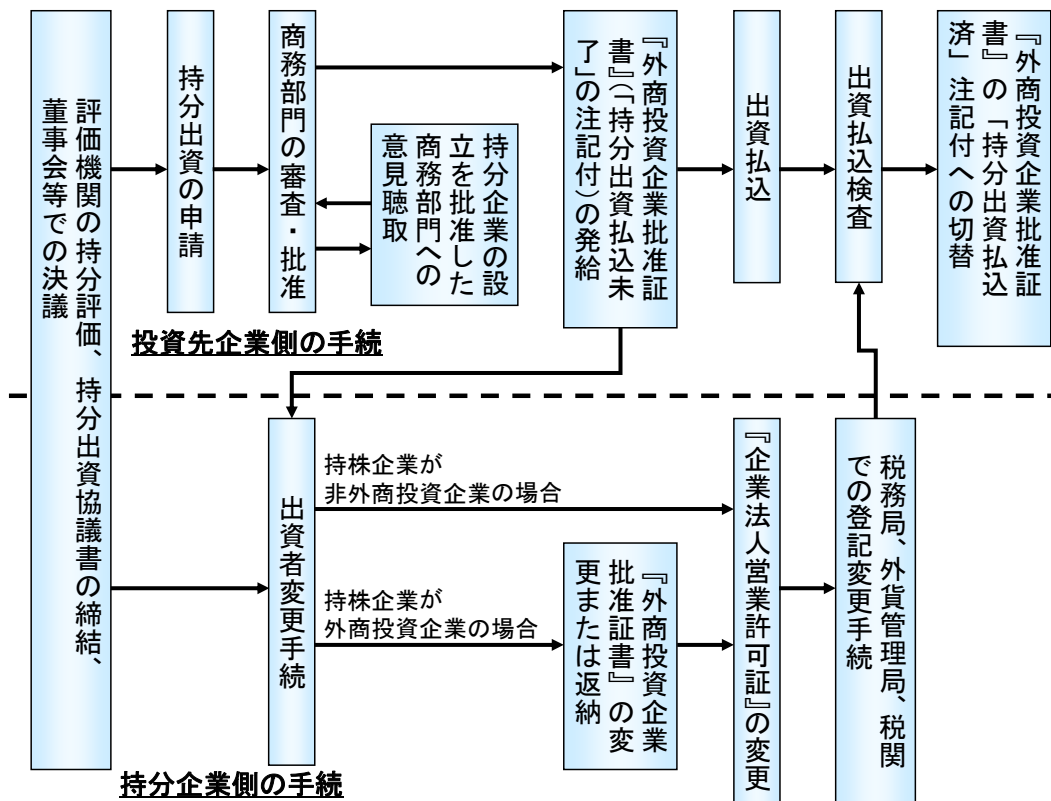 評価機関の持分評価、持分出資協議書の締結、
董事会等での決議
持分出資の申請
商務部門の審査・批准
持分企業の設
立を批准した
商務部門への
意見聴取
『外商投資企業批准証
書』(「持分出資払込未
了」の注記付)の発給
出資払込
出資払込検査
『外商投資企業批准証
書』の「持分出資払込
済」注記付への切替
投資先企業側の手続
出資者変更手続
持株企業が
非外商投資企業の場合
持株企業が
外商投資企業の場合
『外商投資企業
批准証書』の変
更または返納
『企業法人営業許可証』の変更
税務局、外貨管理局、税関
での登記変更手続
持分企業側の手続